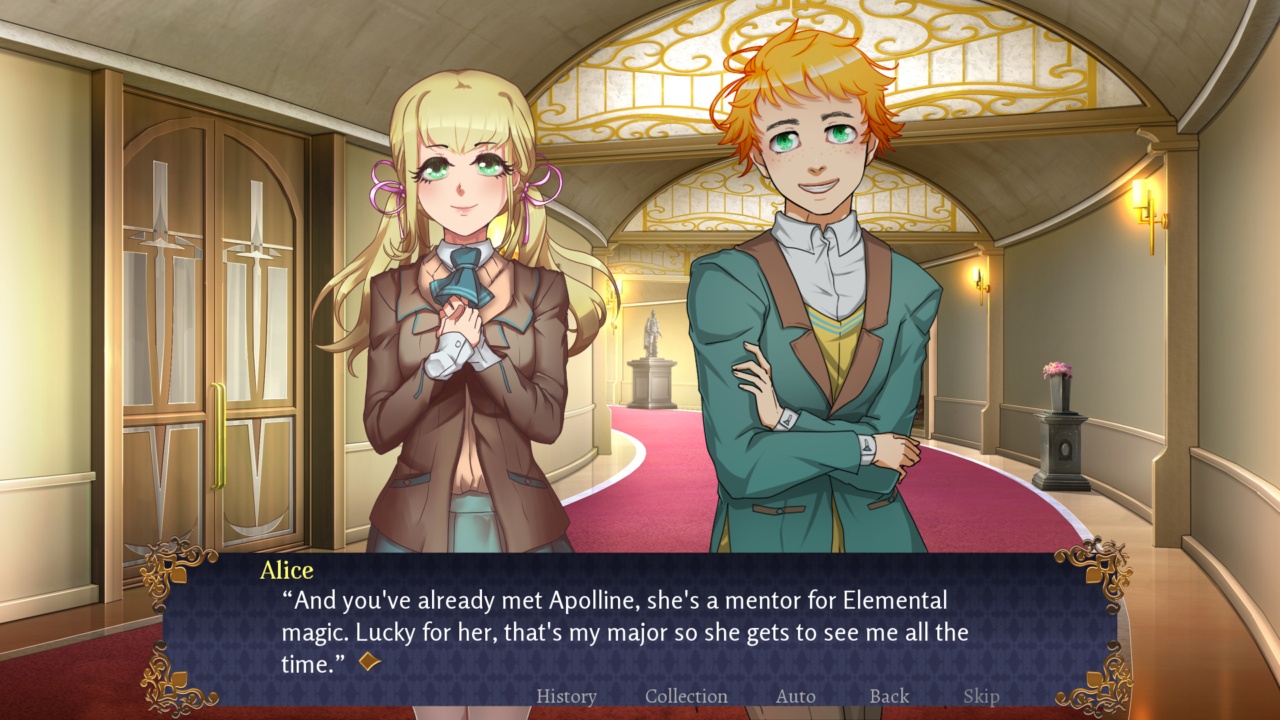 Alice
“And you've already met Apolline, she's a mentor for Elemental
magic. Lucky for her, that's my major so she gets to see me all the
time.”
History Collection Auto Back Skip